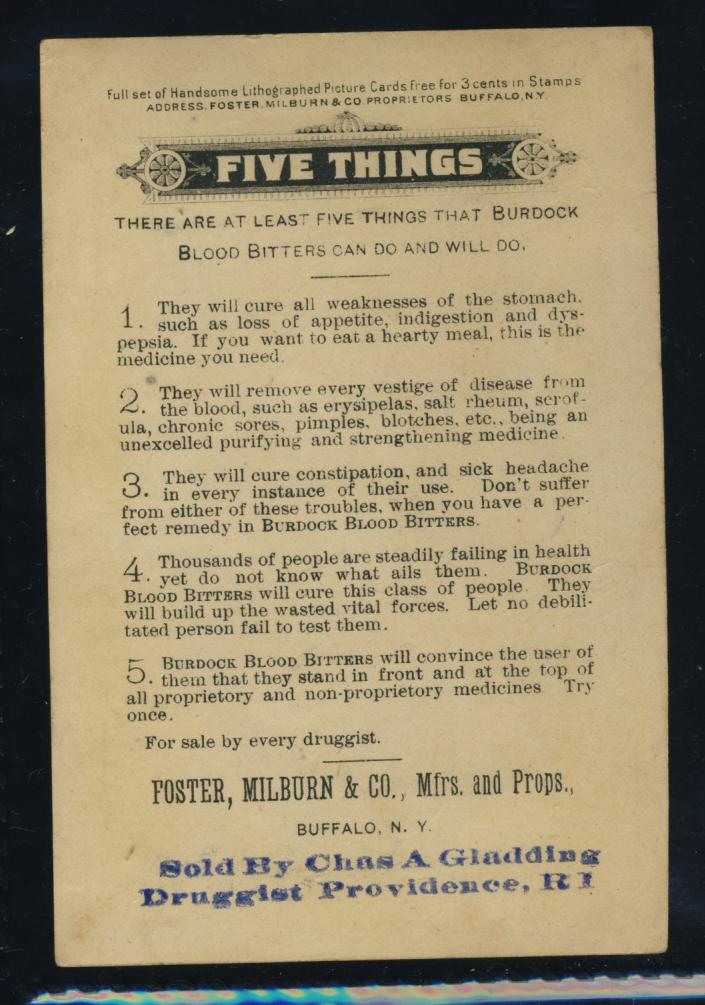 Full set of Handsome Lithographed Picture Cards free for 3 cents in Stamps
ADDRESS, FOSTER, MILBURN & CO. PROPRIETORS BUFFALO, N.Y.
FIVE THINGS
THERE ARE AT LEAST FIVE THINGS THAT BURDOCK
BLOOD BITTERS CAN DO AND WILL DO.
1. They will cure all weaknesses of the stomach,
such as loss of appetite, indigestion and dys-
pepsia. If you want to eat a hearty meal, this is the
medicine you need.
2. They will remove every vestige of disease from
the blood, such as erysipelas, salt rheum, scrof-
ula, chronic sores, pimples, blotches, etc., being an
unexcelled purifying and strengthening medicine.
3. They will cure constipation, and sick headache
in every instance of their use. Don't suffer
from either of these troubles, when you have a per-
fect remedy in BURDOCK BLOOD BITTERS.
4. Thousands of people are steadily failing in health
yet do not know what ails them. BURDOCK
BLOOD BITTERS will cure this class of people. They
will build up the wasted vital forces. Let no debili-
tated person fail to test them.
5. BURDOCK BLOOD BITTERS will convince the user of
them that they stand in front and at the top of
all proprietory and non-proprietory medicines Try
once.
For sale by every druggist.
FOSTER, MILBURN & CO., Mfrs. and Props.,
BUFFALO, N. Y.
Sold By Chas A Gladding
Druggist Providence, R I